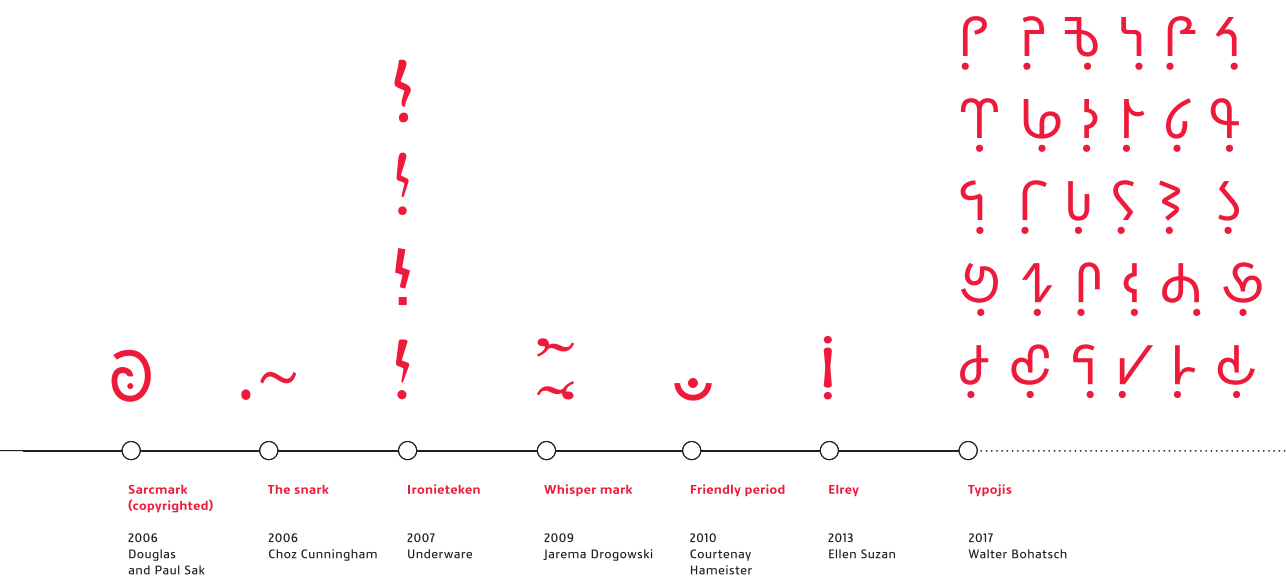 Sarcmark
(copyrighted)
2006
Douglas
and Paul Sak
The snark
2006
Choz Cunningham
Ironieteken
2007
Underware
Whisper mark
2009
Jarema Drogowski
Friendly period
2010
Courtenay
Hameister
Elrey
2013
Ellen Suzan
Typojis
2017
Walter Bohatsch